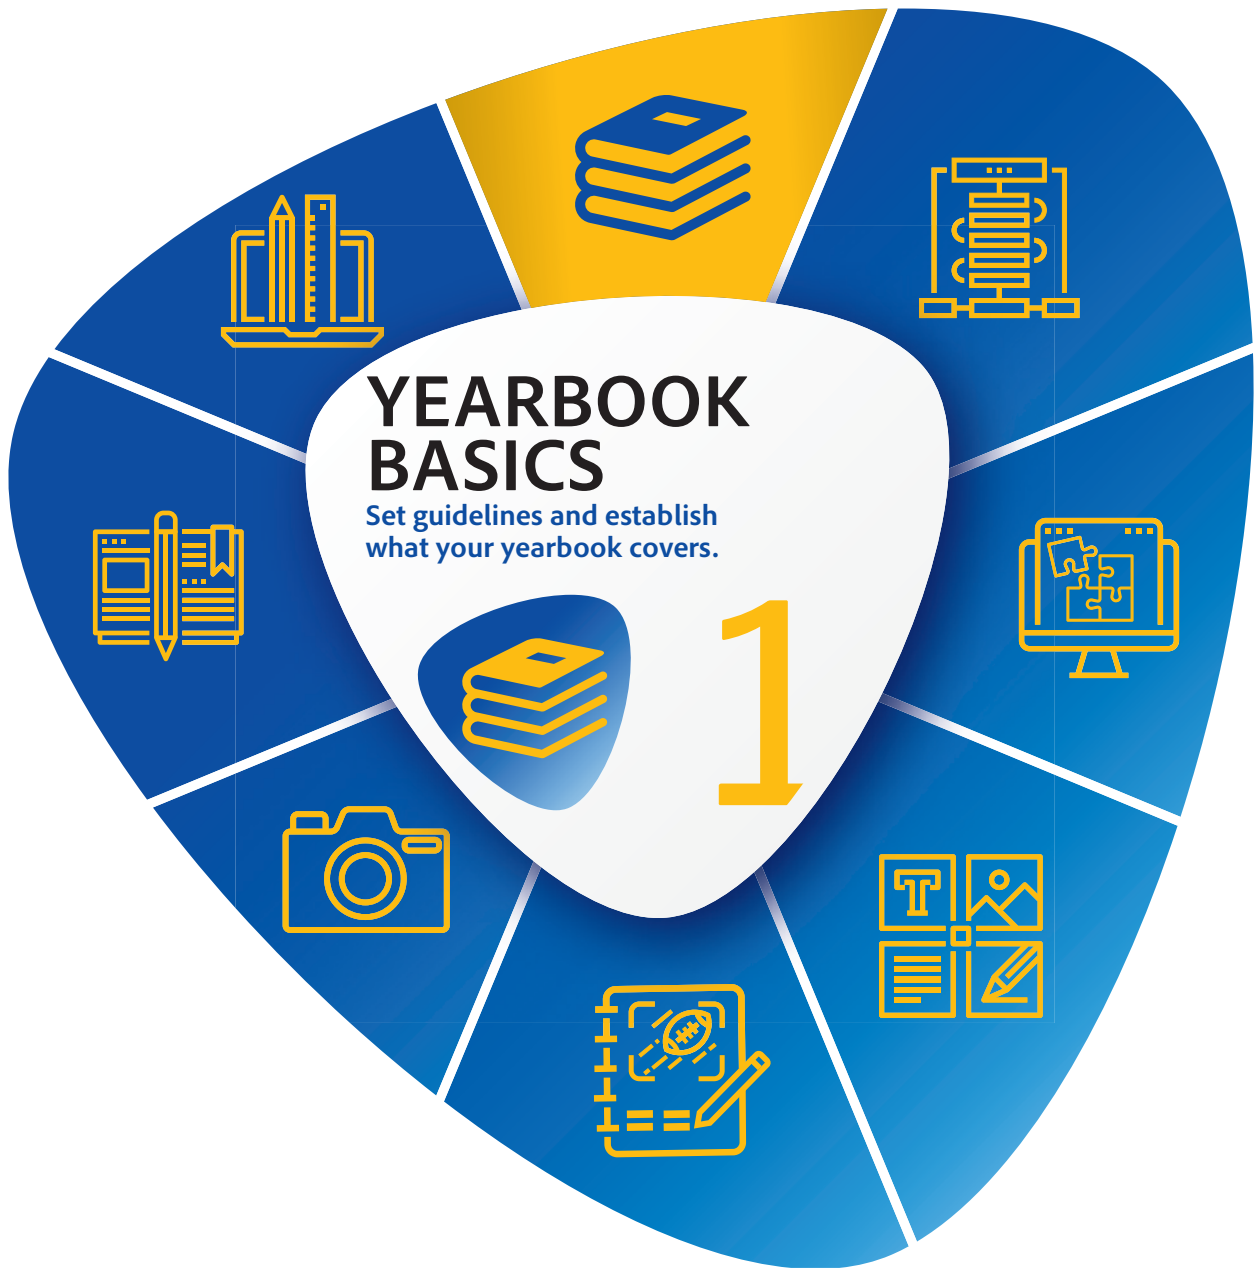 YEARBOOK
BASICS
Set guidelines and establish
what your yearbook covers.
1
T